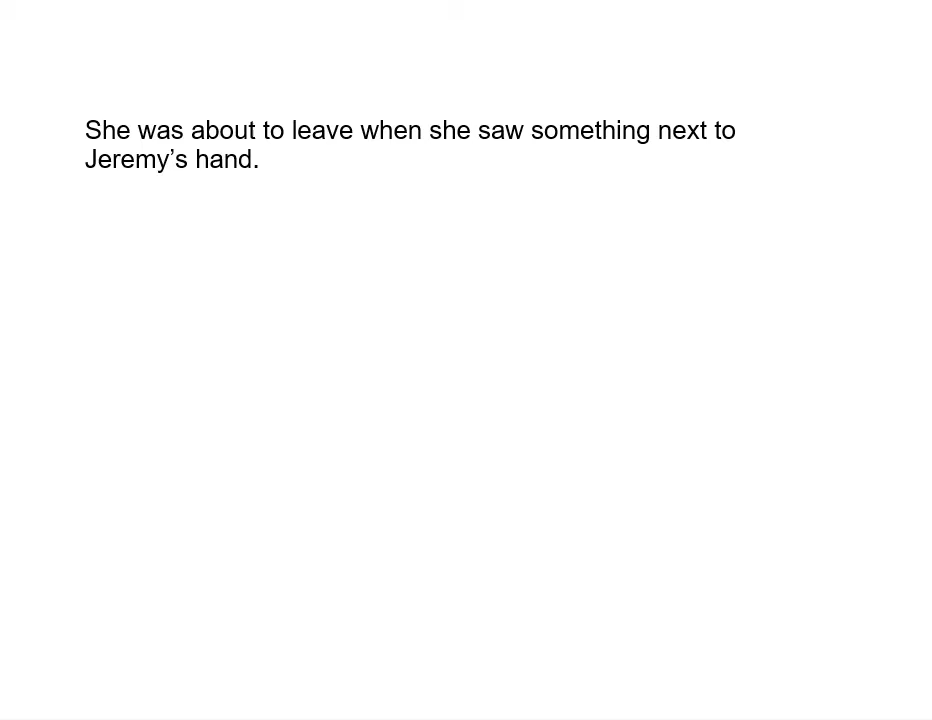 She was about to leave when she saw something next to
Jeremy’s hand.